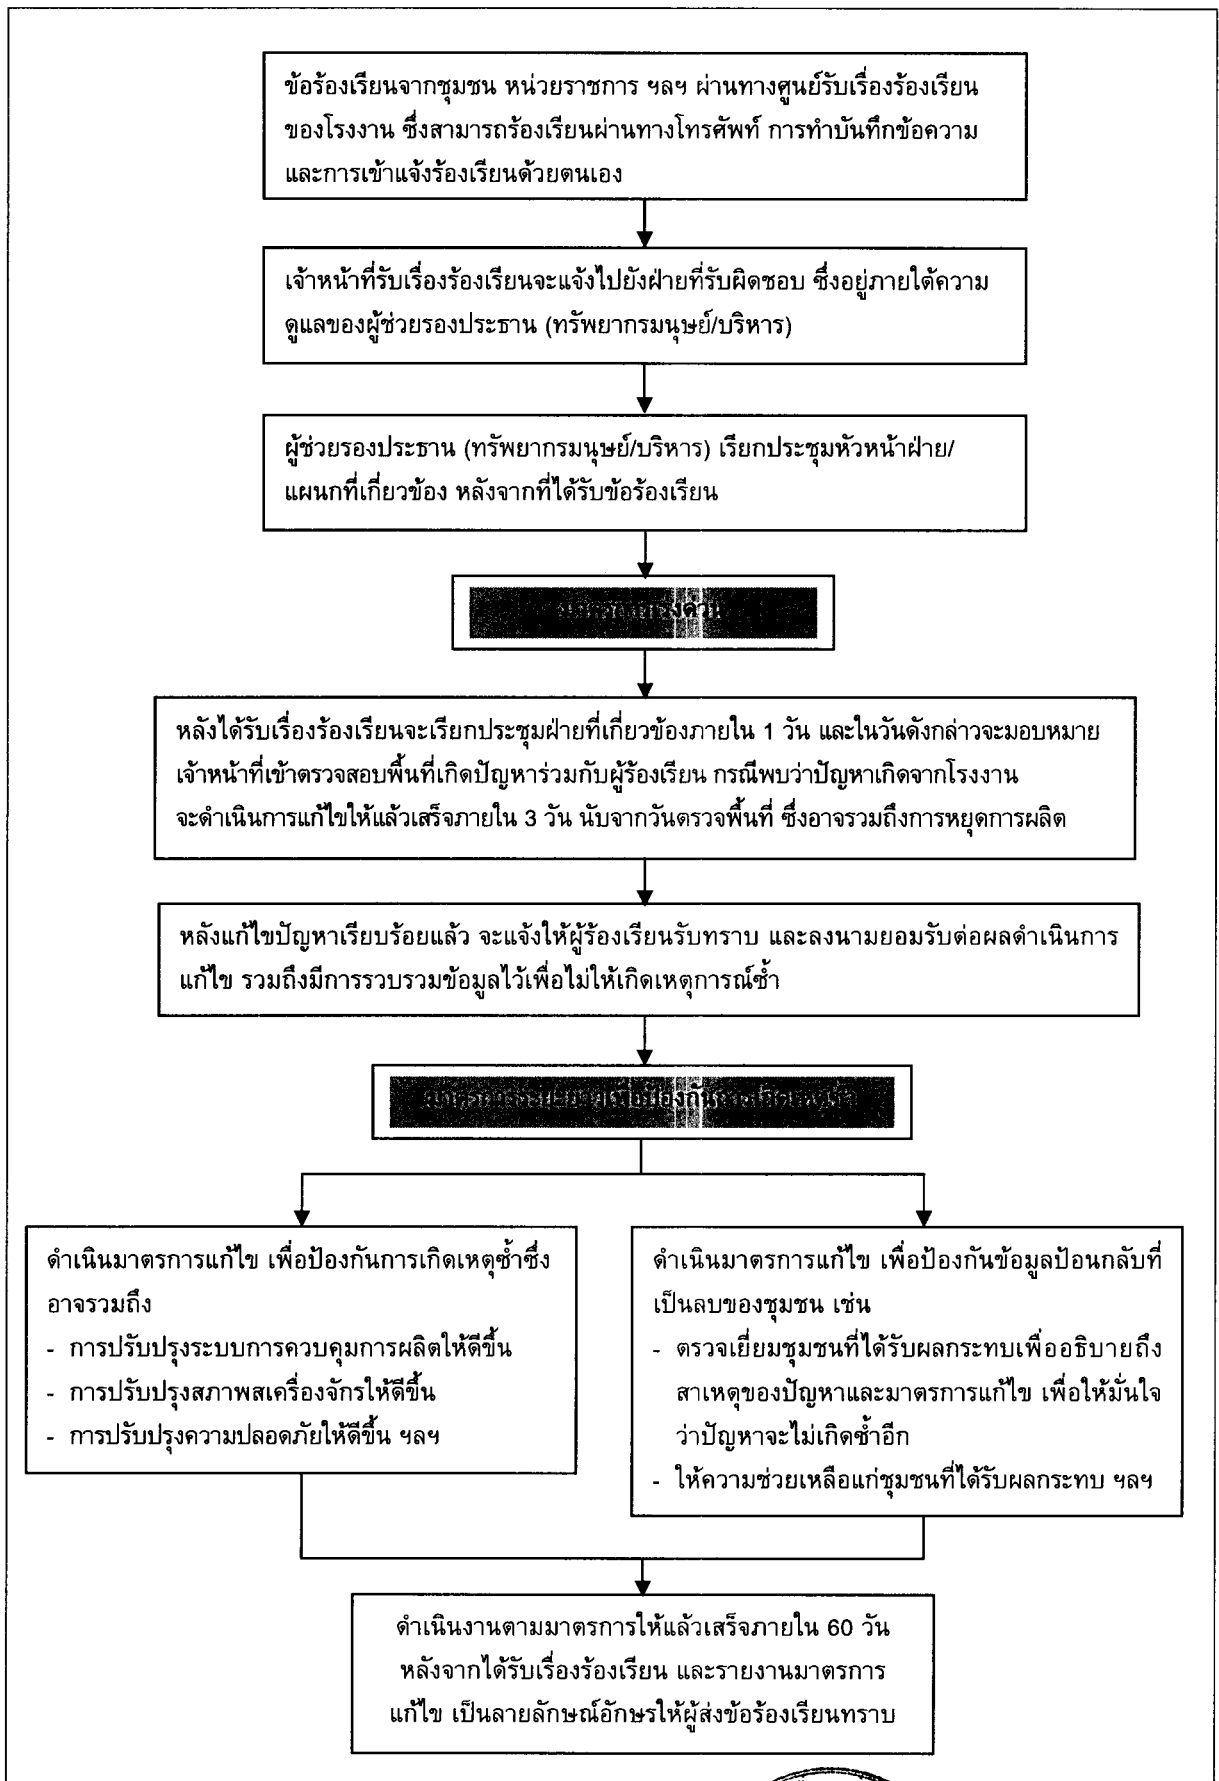 ข้อร้องเรียนจากชุมชน หน่วยราชการ ฯลฯ ผ่านทางศูนย์รับเรื่องร้องเรียน
ของโรงงาน ซึ่งสามารถร้องเรียนผ่านทางโทรศัพท์ การทำบันทึกข้อความ
และการเข้าแจ้งร้องเรียนด้วยตนเอง
เจ้าหน้าที่รับเรื่องร้องเรียนจะแจ้งไปยังฝ่ายที่รับผิดชอบ ซึ่งอยู่ภายใต้ความ
ดูแลของผู้ช่วยรองประธาน (ทรัพยากรมนุษย์/บริหาร)
ผู้ช่วยรองประธาน (ทรัพยากรมนุษย์/บริหาร) เรียกประชุมหัวหน้าฝ่าย/
แผนกที่เกี่ยวข้อง หลังจากที่ได้รับข้อร้องเรียน
มาตรการเร่งด่วน
หลังได้รับเรื่องร้องเรียนจะเรียกประชุมฝ่ายที่เกี่ยวข้องภายใน 1 วัน และในวันดังกล่าวจะมอบหมาย
เจ้าหน้าที่เข้าตรวจสอบพื้นที่เกิดปัญหาร่วมกับผู้ร้องเรียน กรณีพบว่าปัญหาเกิดจากโรงงาน
จะดำเนินการแก้ไขให้แล้วเสร็จภายใน 3 วัน นับจากวันตรวจพื้นที่ ซึ่งอาจรวมถึงการหยุดการผลิต
หลังแก้ไขปัญหาเรียบร้อยแล้ว จะแจ้งให้ผู้ร้องเรียนรับทราบ และลงนามยอมรับต่อผลดำเนินการ
แก้ไข รวมถึงมีการรวบรวมข้อมูลไว้เพื่อไม่ให้เกิดเหตุการณ์ซ้ำ
มาตรการระยะยาวเพื่อป้องกันการเกิดเหตุซ้ำ
ดำเนินมาตรการแก้ไข เพื่อป้องกันการเกิดเหตุซ้ำซึ่ง
อาจรวมถึง
- การปรับปรุงระบบการควบคุมการผลิตให้ดีขึ้น
- การปรับปรุงสภาพสเครื่องจักรให้ดีขึ้น
- การปรับปรุงความปลอดภัยให้ดีขึ้น ฯลฯ
ดำเนินมาตรการแก้ไข เพื่อป้องกันข้อมูลป้อนกลับที่
เป็นลบของชุมชน เช่น
- ตรวจเยี่ยมชุมชนที่ได้รับผลกระทบเพื่ออธิบายถึง
สาเหตุของปัญหาและมาตรการแก้ไข เพื่อให้มั่นใจ
ว่าปัญหาจะไม่เกิดซ้ำอีก
- ให้ความช่วยเหลือแก่ชุมชนที่ได้รับผลกระทบ ฯลฯ
ดำเนินงานตามมาตรการให้แล้วเสร็จภายใน 60 วัน
หลังจากได้รับเรื่องร้องเรียน และรายงานมาตรการ
แก้ไข เป็นลายลักษณ์อักษรให้ผู้ส่งข้อร้องเรียนทราบ